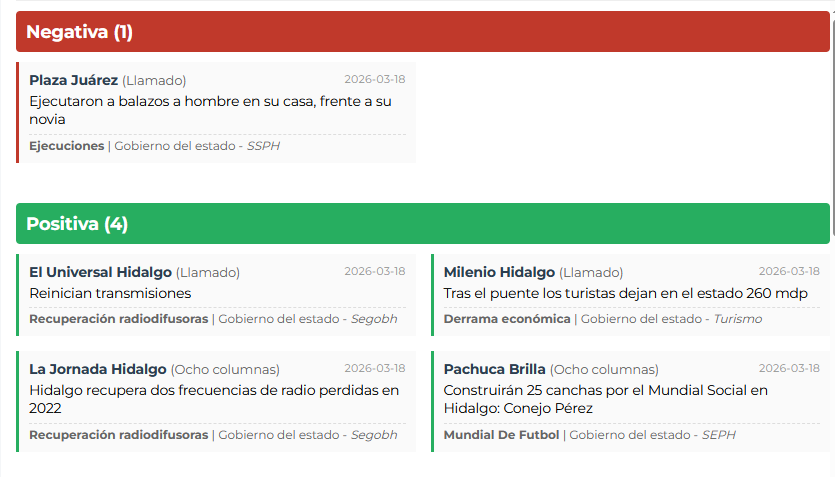 Negativa (1)
Plaza Juárez (Llamado) 2026-03-18
Ejecutaron a balazos a hombre en su casa, frente a su
novia
Ejecuciones | Gobierno del estado - SSPH
Positiva (4)
El Universal Hidalgo (Llamado) 2026-03-18
Reinician transmisiones
Recuperación radiodifusoras | Gobierno del estado - Segobh
Milenio Hidalgo (Llamado) 2026-03-18
Tras el puente los turistas dejan en el estado 260 mdp
Derrama económica | Gobierno del estado - Turismo
La Jornada Hidalgo (Ocho columnas) 2026-03-18
Hidalgo recupera dos frecuencias de radio perdidas en
2022
Recuperación radiodifusoras | Gobierno del estado - Segobh
Pachuca Brilla (Ocho columnas) 2026-03-18
Construirán 25 canchas por el Mundial Social en
Hidalgo: Conejo Pérez
Mundial De Futbol | Gobierno del estado - SEPH